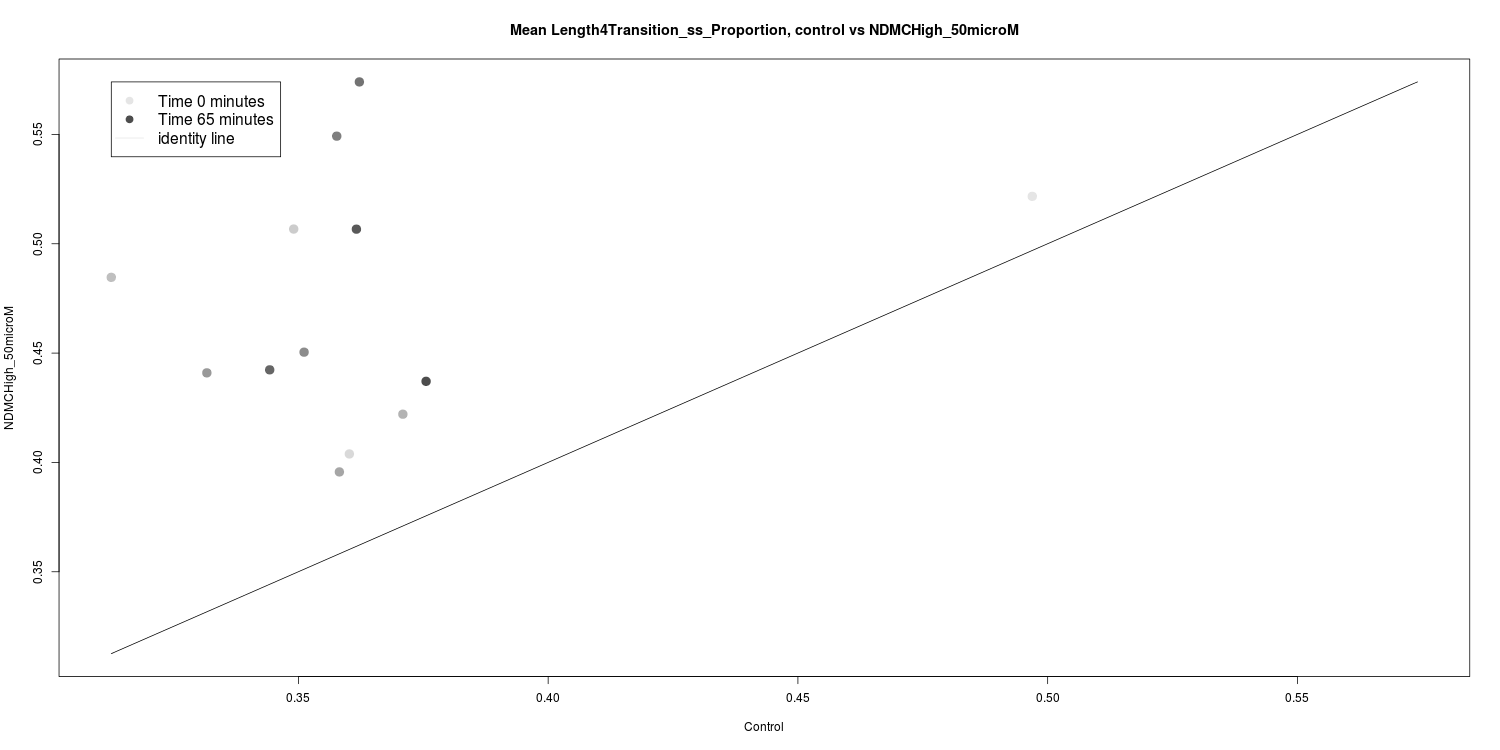 Mean Length4Transition_ss_Proportion, control vs NDMCHigh_50microM
Time 0 minutes
Time 65 minutes
identity line
NDMCHigh_50microM
0.55
0.50
0.45
0.40
0.35
0.35 0.40 0.45 0.50 0.55
Control